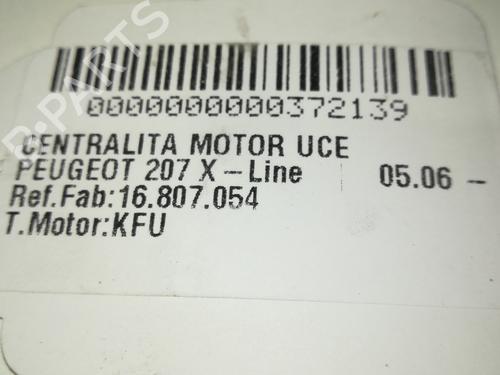 0000000000372139
CENTRALITA MOTOR UCE
PEUGEOT 207 X - Line 05.06 -
Ref.Fab:16.807.054
T.Motor:KFU